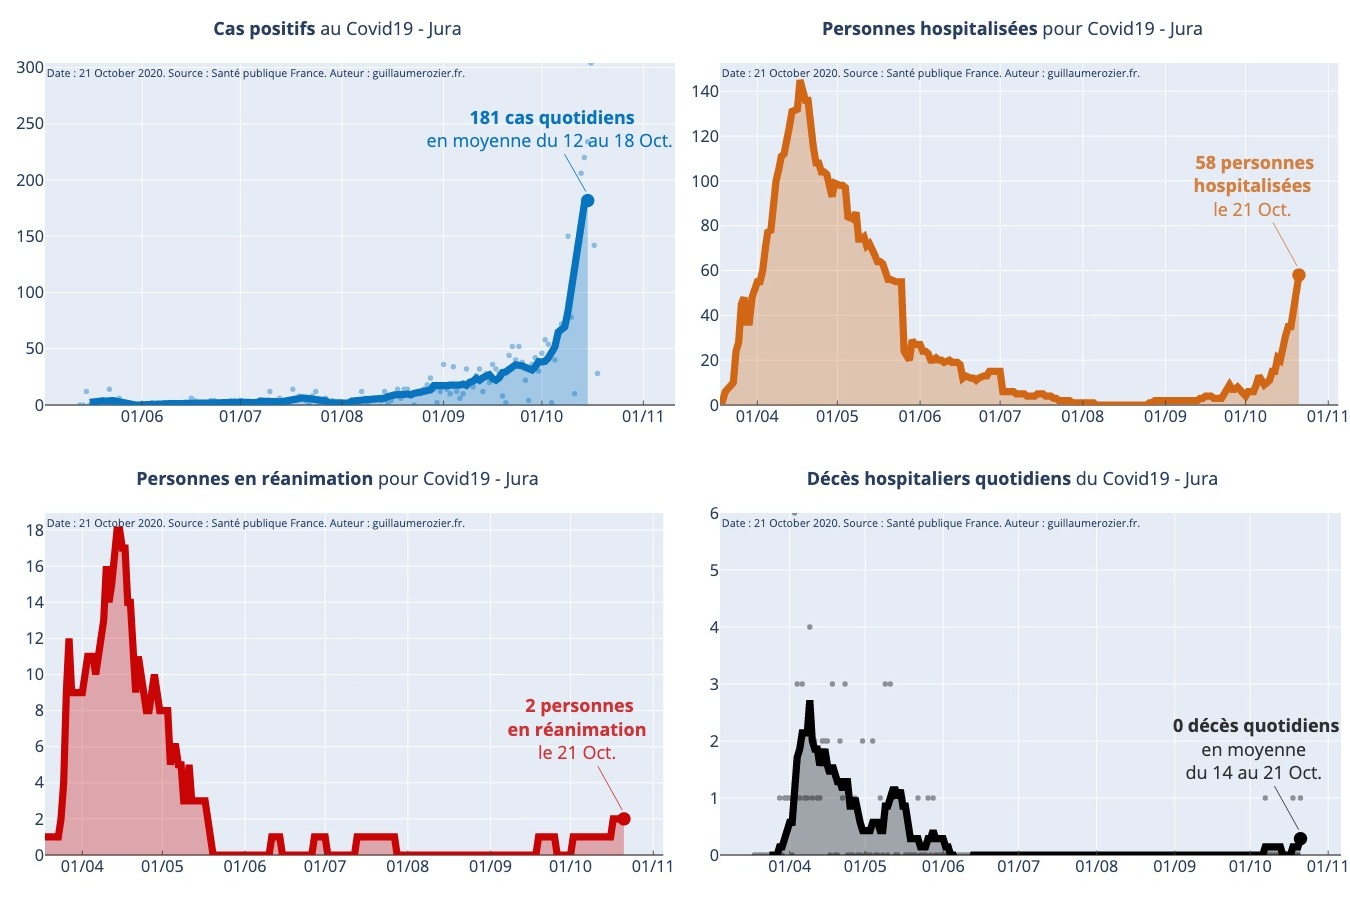 Cas positifs au Covid19 - Jura
Date : 21 October 2020. Source : Santé publique France. Auteur : guillaumerozier.fr.
300
250
200
150
100
50
0
181 cas quotidiens
en moyenne du 12 au 18 Oct.
01/06 01/07 01/08 01/09 01/10 01/11
Personnes hospitalisées pour Covid19 - Jura
Date : 21 October 2020. Source : Santé publique France. Auteur : guillaumerozier.fr.
140
120
100
80
60
40
20
0
58 personnes
hospitalisées
le 21 Oct.
01/04 01/05 01/06 01/07 01/08 01/09 01/10 01/11
Personnes en réanimation pour Covid19 - Jura
Date : 21 October 2020. Source : Santé publique France. Auteur : guillaumerozier.fr.
18
16
14
12
10
8
6
4
2
0
2 personnes
en réanimation
le 21 Oct.
01/04 01/05 01/06 01/07 01/08 01/09 01/10 01/11
Décès hospitaliers quotidiens du Covid19 - Jura
Date : 21 October 2020. Source : Santé publique France. Auteur : guillaumerozier.fr.
6
5
4
3
2
1
0
0 décès quotidiens
en moyenne
du 14 au 21 Oct.
01/04 01/05 01/06 01/07 01/08 01/09 01/10 01/11